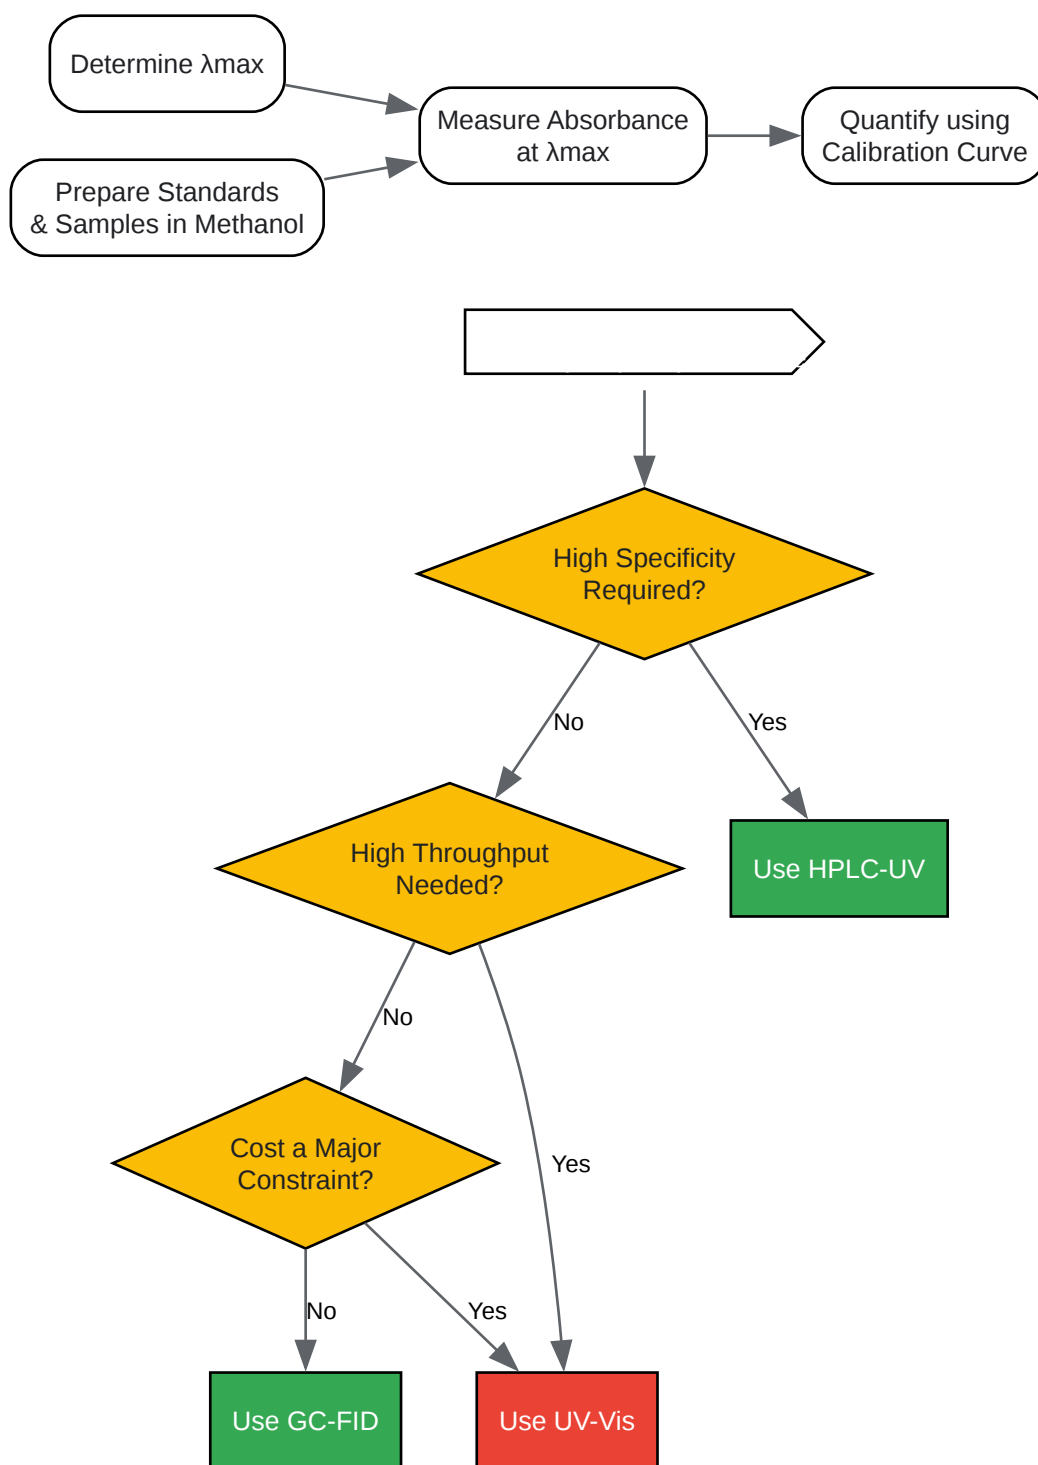 Determine λmax
Prepare Standards
& Samples in Methanol
Measure Absorbance
at λmax
Quantify using
Calibration Curve
High Specificity
Required?
No
Yes
High Throughput
Needed?
Use HPLC-UV
No
Yes
Cost a Major
Constraint?
No
Yes
Use GC-FID
Use UV-Vis